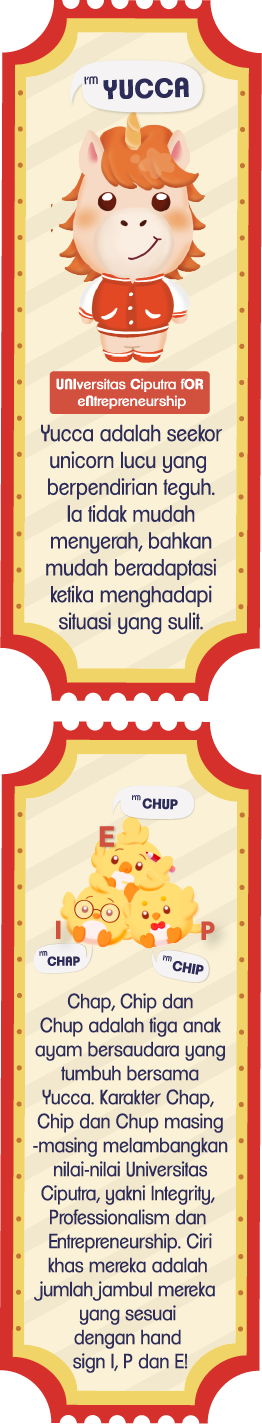 I'm YUCCA
UNIversitas Ciputra fOR
eNtrepreneurship
Yucca adalah seekor
unicorn lucu yang
berpendirian teguh.
Ia tidak mudah
menyerah, bahkan
mudah beradaptasi
ketika menghadapi
situasi yang sulit.
I'm CHUP
E
I
P
I'm CHAP
I'm CHIP
Chap, Chip dan
Chup adalah tiga anak
ayam bersaudara yang
tumbuh bersama
Yucca. Karakter Chap,
Chip dan Chup masing
-masing melambangkan
nilai-nilai Universitas
Ciputra, yakni Integrity,
Professionalism dan
Entrepreneurship. Ciri
khas mereka adalah
jumlah jambul mereka
yang sesuai
dengan hand
sign I, P dan E!